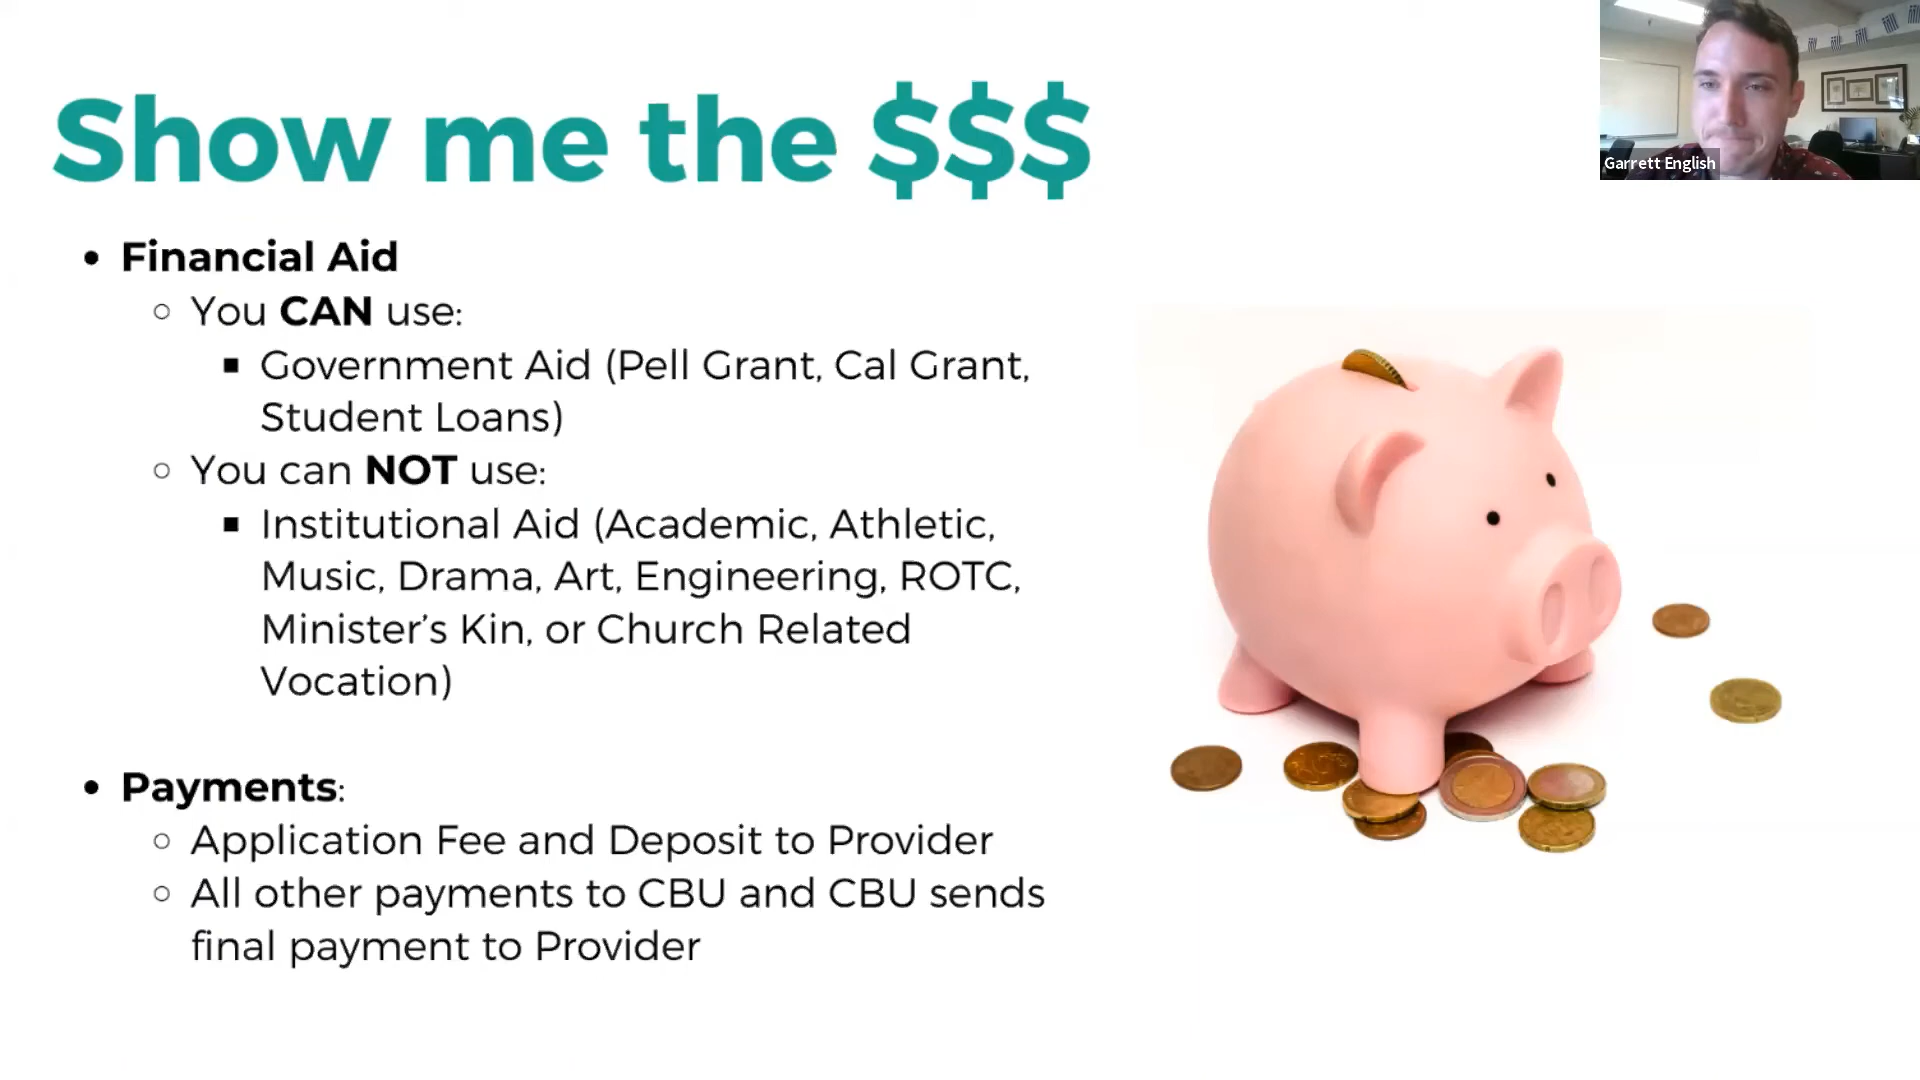 Show me the $$$
Garrett English
• Financial Aid
○ You CAN use:
▪ Government Aid (Pell Grant, Cal Grant,
Student Loans)
○ You can NOT use:
▪ Institutional Aid (Academic, Athletic,
Music, Drama, Art, Engineering, ROTC,
Minister’s Kin, or Church Related
Vocation)
• Payments:
○ Application Fee and Deposit to Provider
○ All other payments to CBU and CBU sends
final payment to Provider